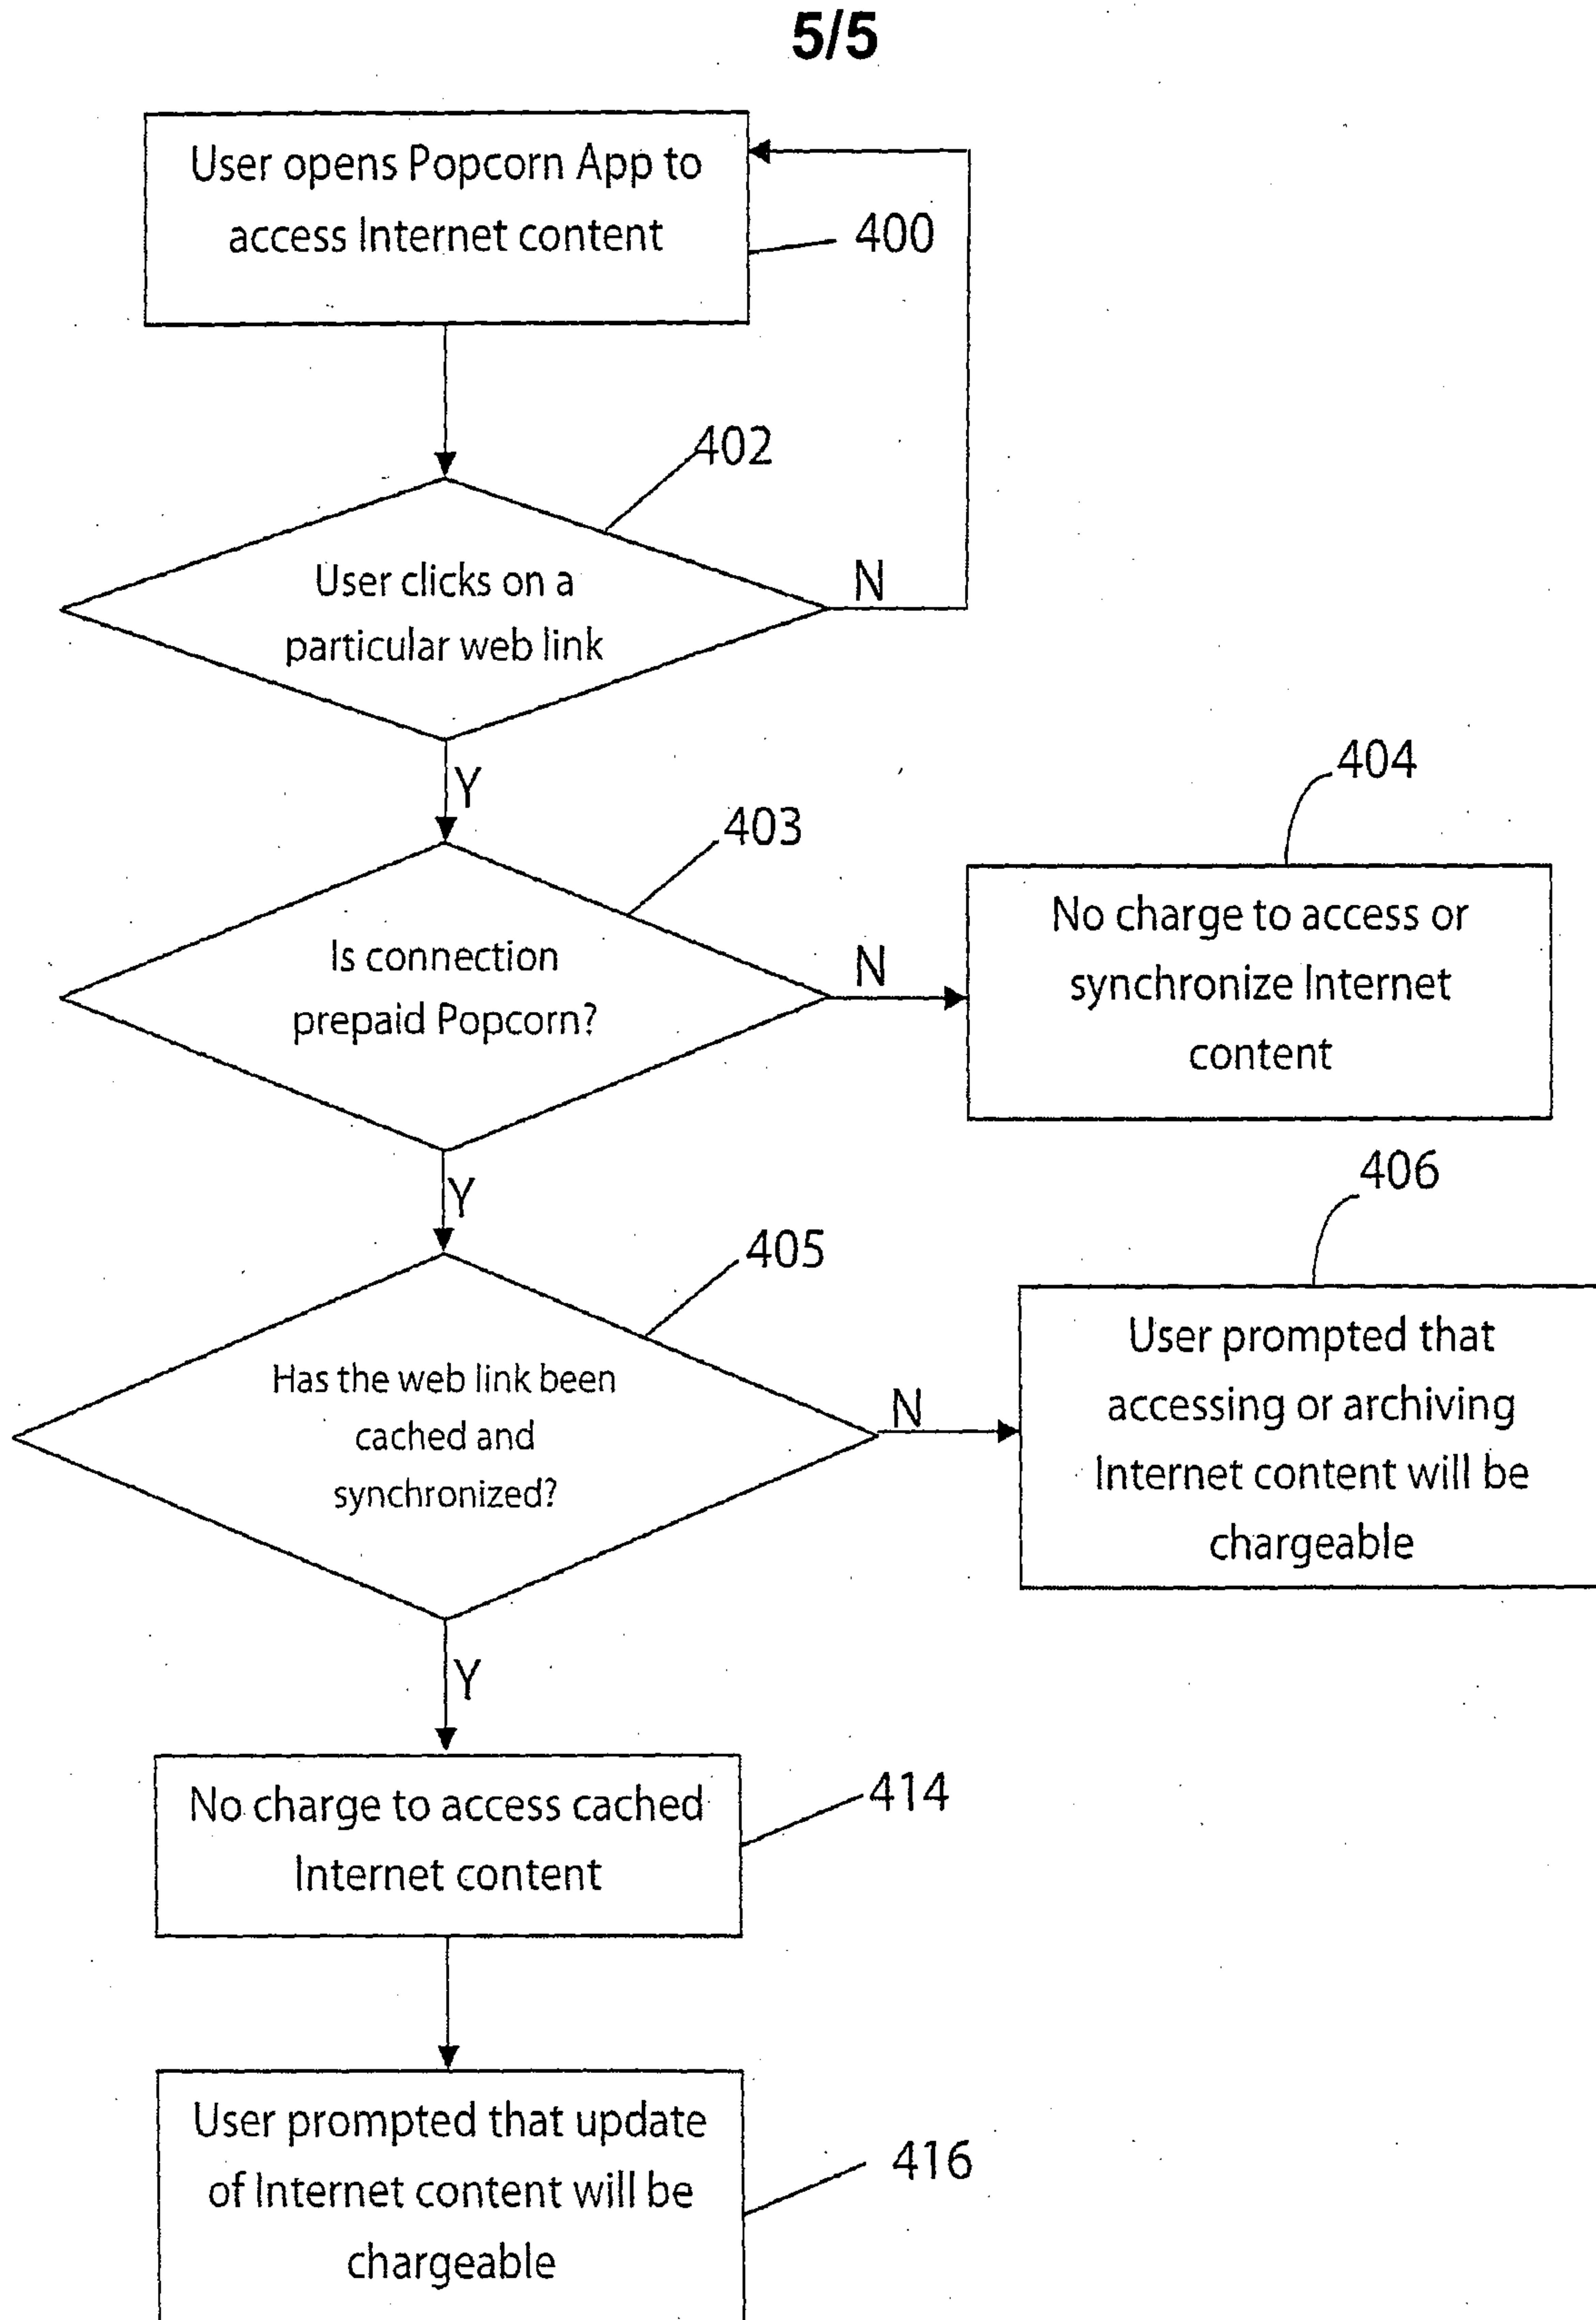 5/5
User opens Popcorn App to
access Internet content
400
402
User clicks on a
particular web link
N
Y
403
Is connection
prepaid Popcorn?
N
404
No charge to access or
synchronize Internet
content
Y
405
Has the web link been
cached and
synchronized?
N
406
User prompted that
accessing or archiving
Internet content will be
chargeable
Y
No charge to access cached
Internet content
414
User prompted that update
of Internet content will be
chargeable
416